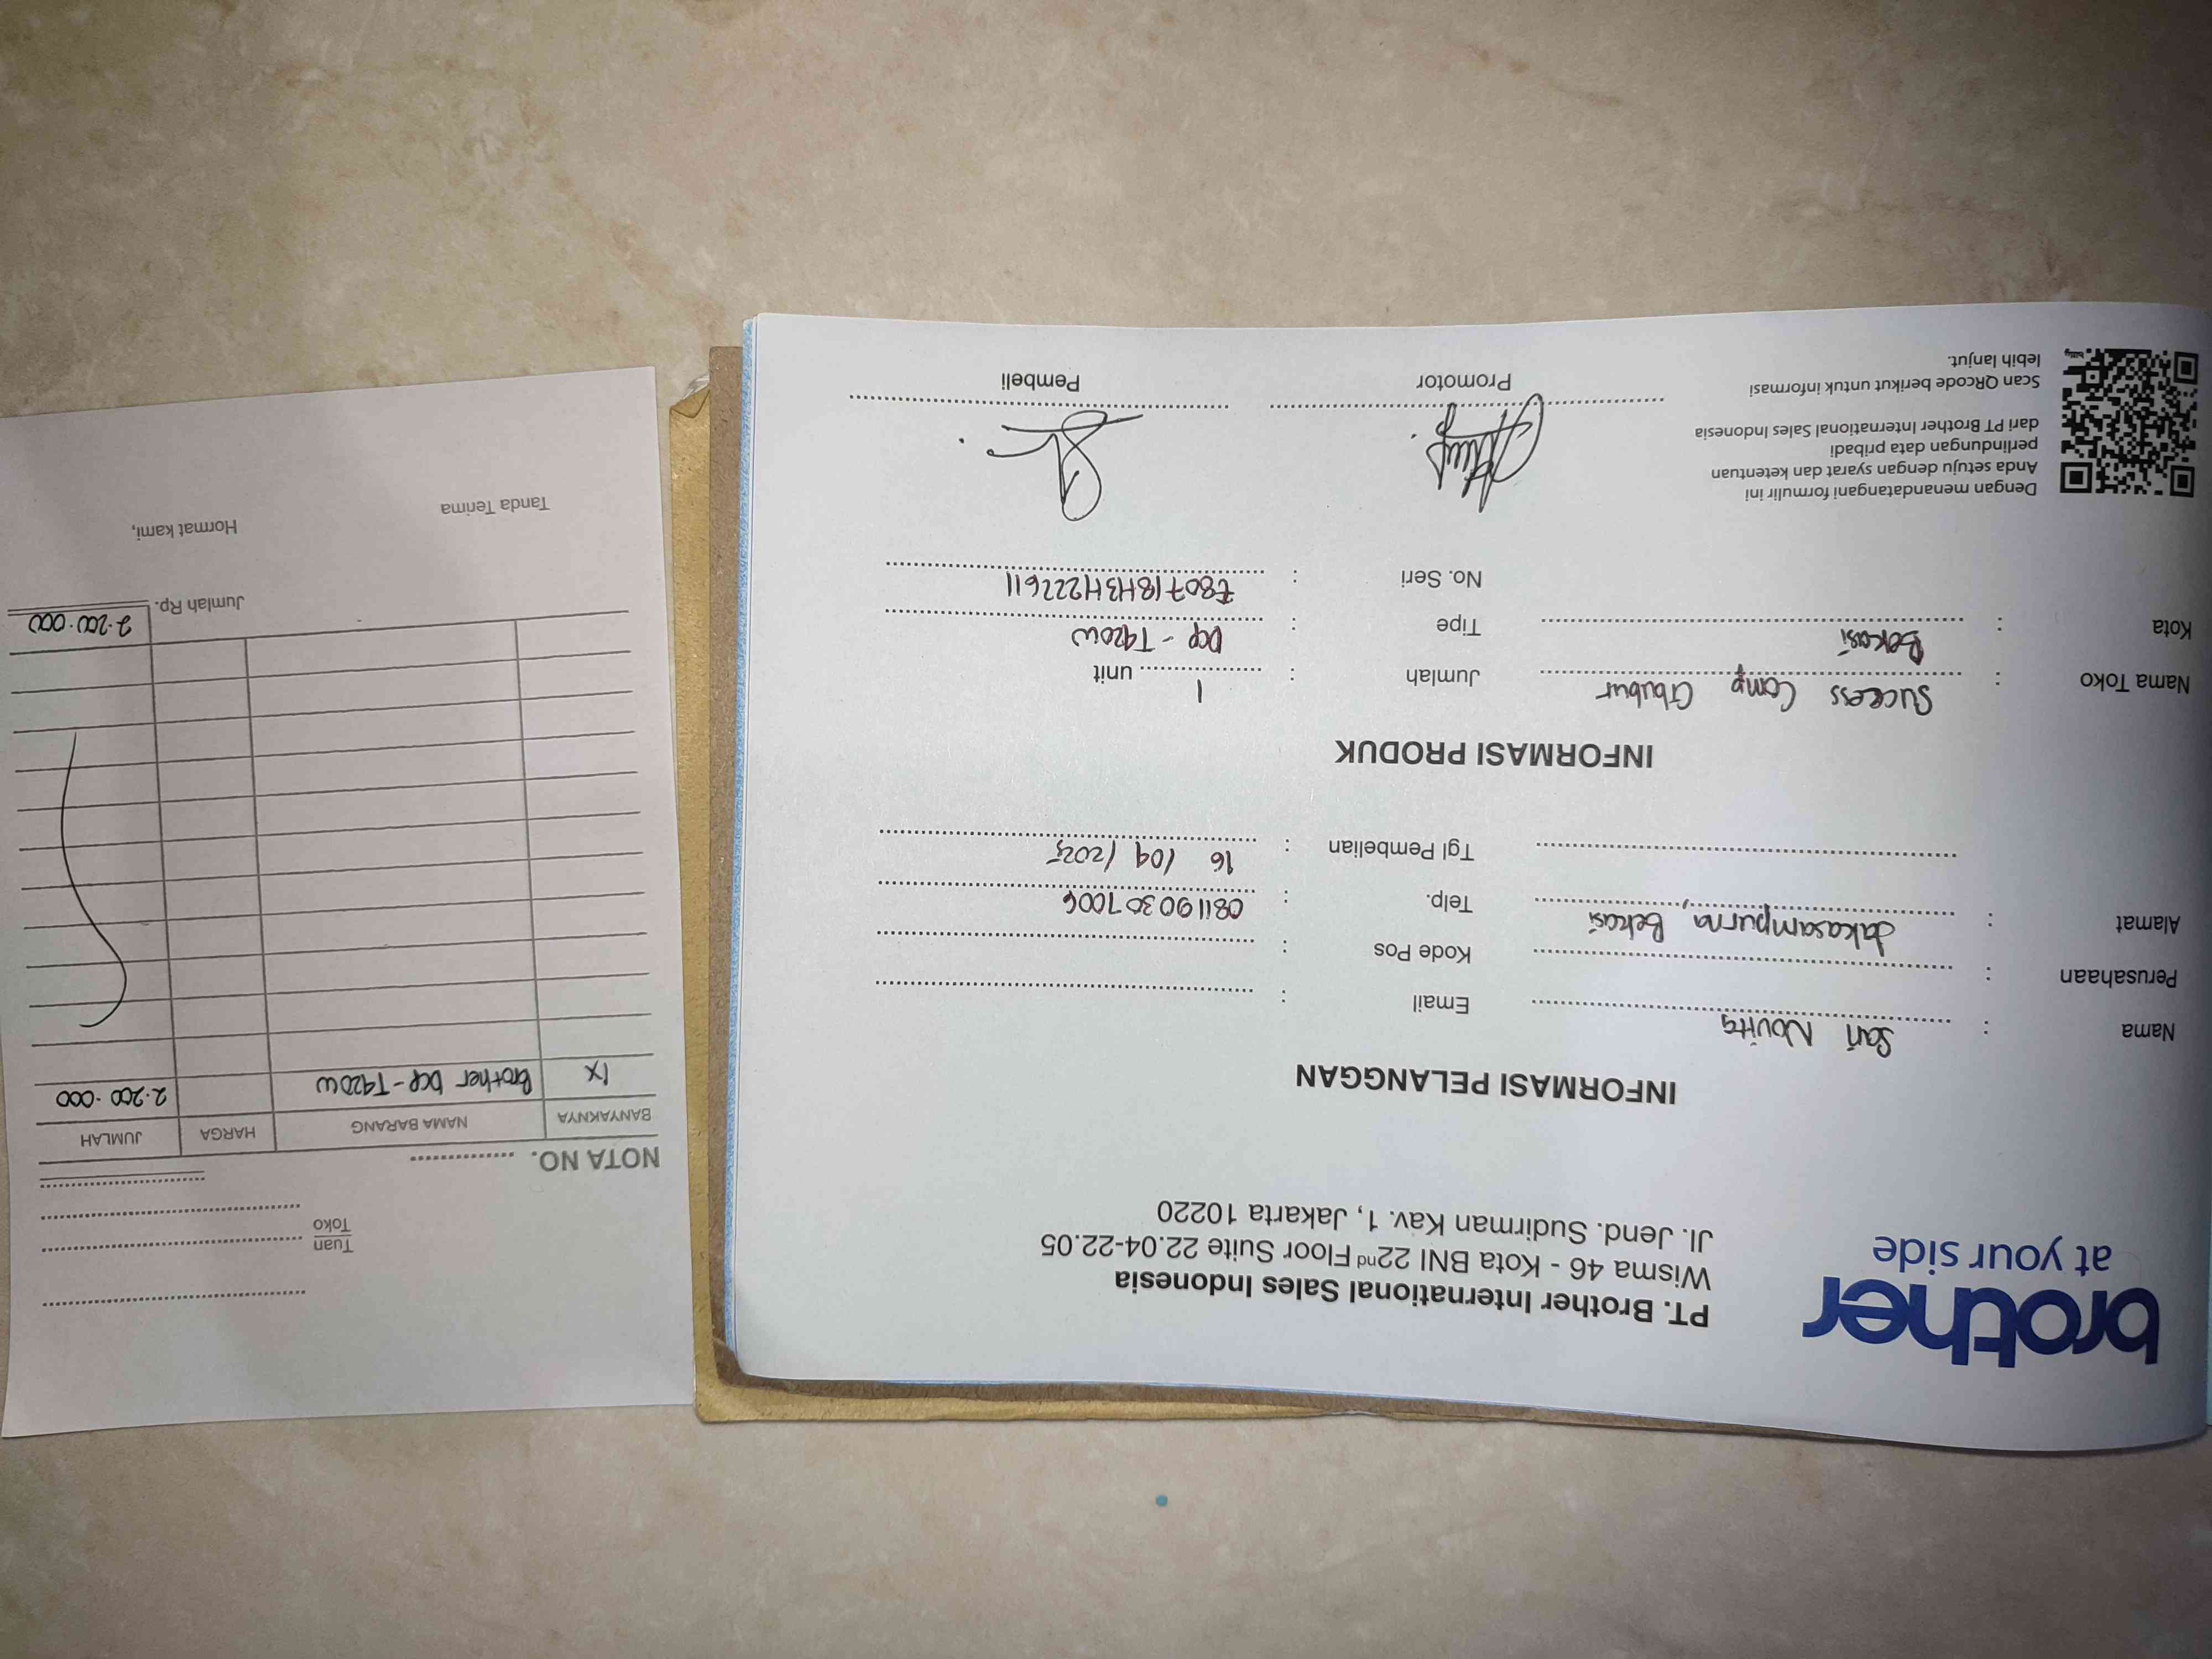 brother
at your side
PT. Brother International Sales Indonesia
Wisma 46 - Kota BNI 22nd Floor Suite 22.04-22.05
Jl. Jend. Sudirman Kav. 1, Jakarta 10220
INFORMASI PELANGGAN
Nama : Sari Novita
Perusahaan :
Alamat : Jakasampurna, Bekasi
Email :
Kode Pos :
Telp. : 081190307006
Tgl Pembelian : 16 / 09 / 2025
INFORMASI PRODUK
Nama Toko : Success Comp Cibubur
Kota : Bekasi
Jumlah : 1 unit
Tipe : DCP - T420W
No. Seri : E80718H3H222611
Dengan menandatangani formulir ini
Anda setuju dengan syarat dan ketentuan
perlindungan data pribadi
dari PT Brother International Sales Indonesia
Scan QRcode berikut untuk informasi
lebih lanjut.
Promotor
Pembeli
Tuan
Toko
NOTA NO.
BANYAKNYA NAMA BARANG HARGA JUMLAH
1x Brother DCP - T420W 2.200.000
Jumlah Rp. 2.200.000
Tanda Terima
Hormat kami,